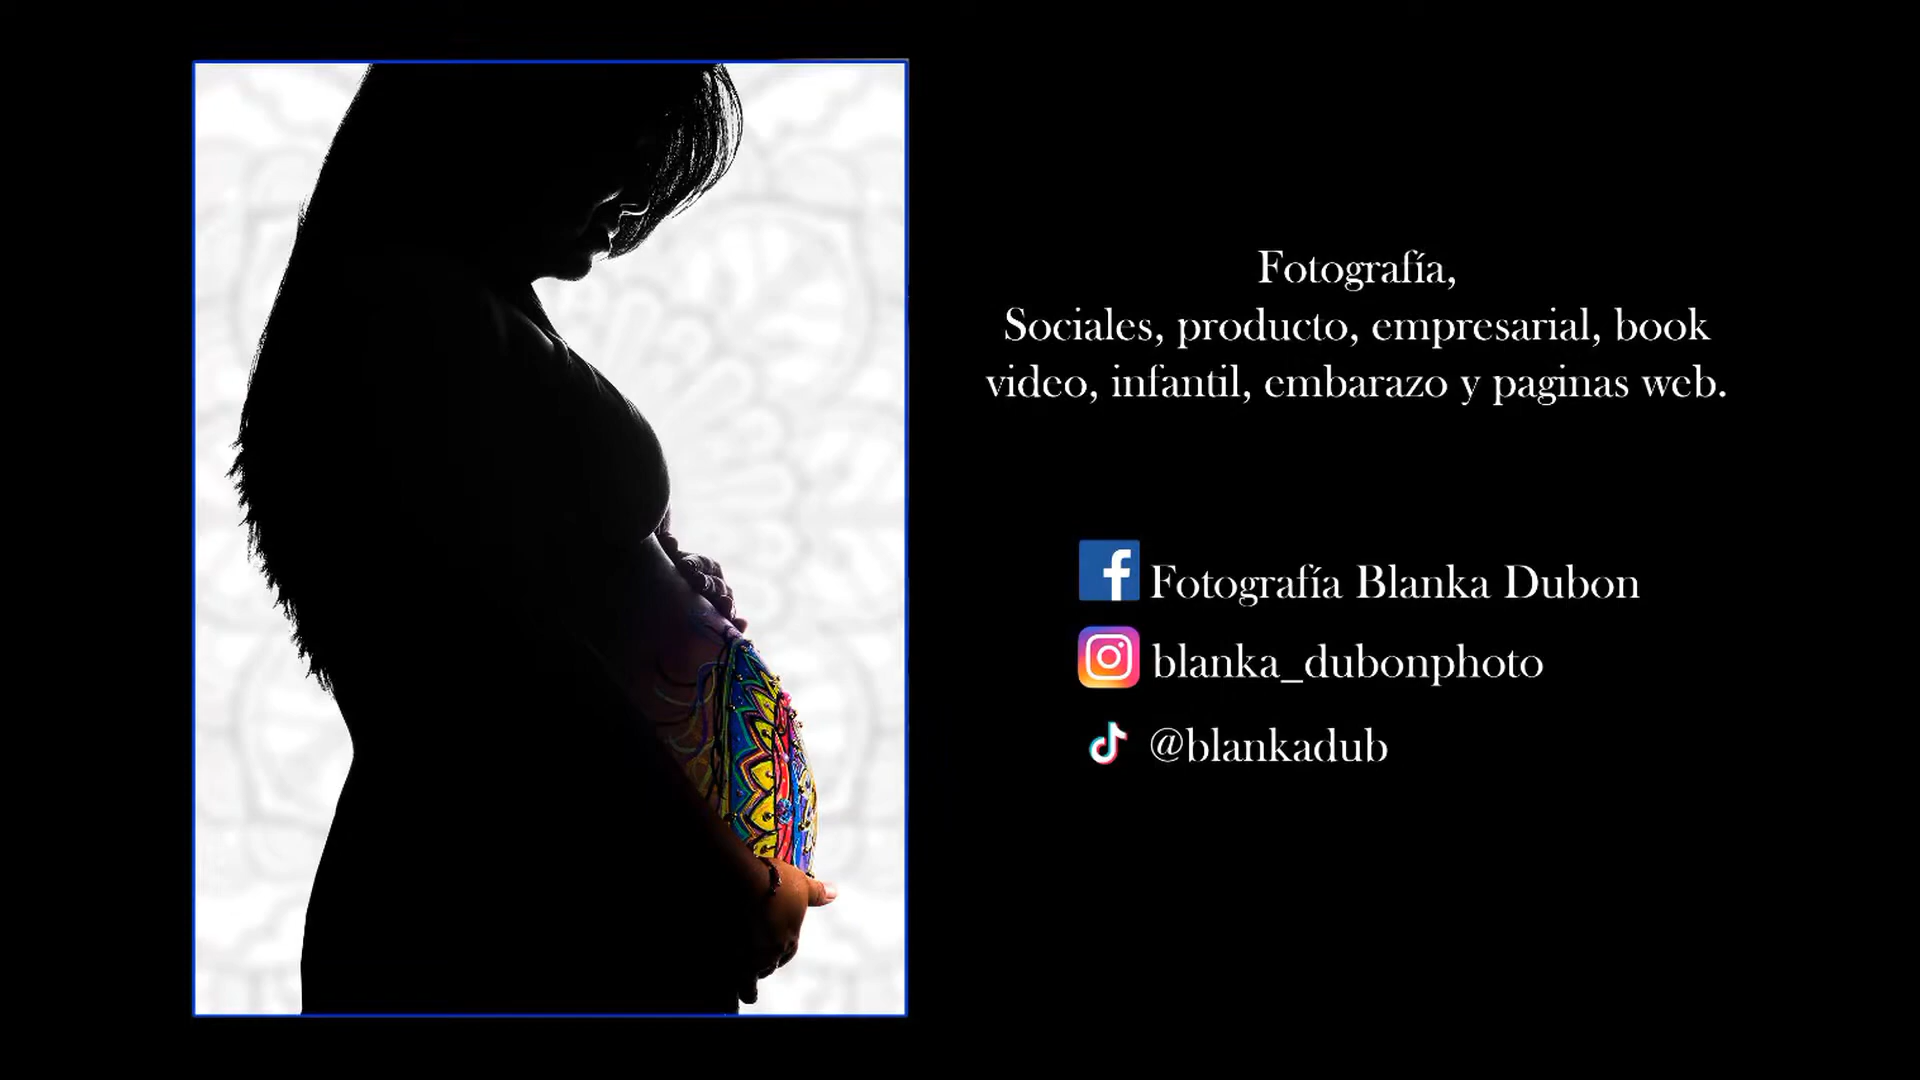 Fotografía,
Sociales, producto, empresarial, book
video, infantil, embarazo y paginas web.
Fotografía Blanka Dubon
blanka_dubonphoto
@blankadub